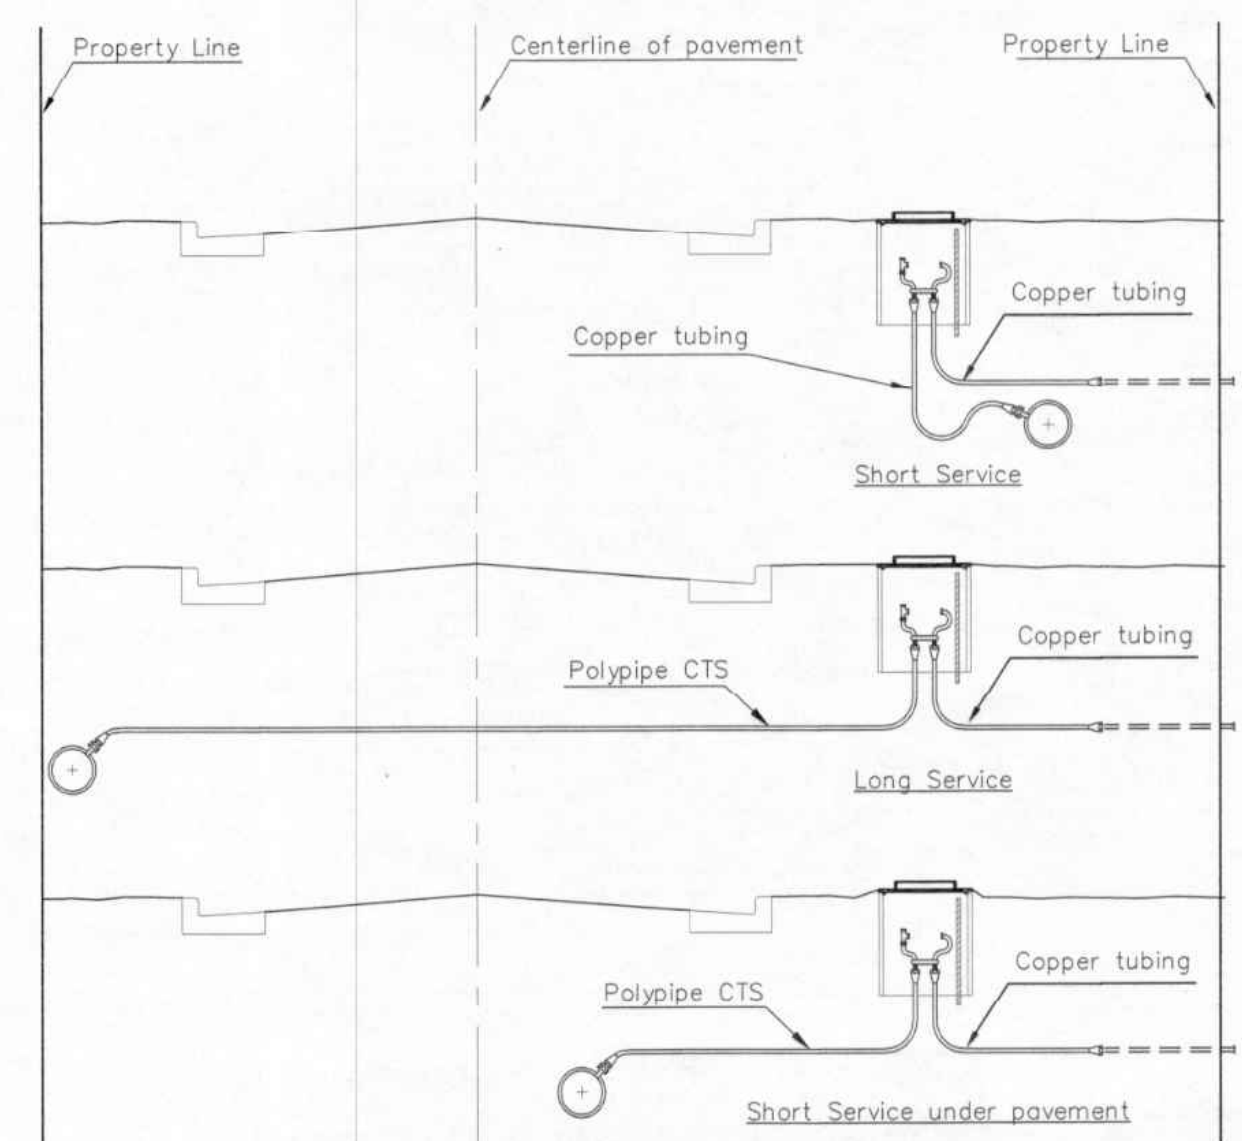 Property Line
Centerline of pavement
Property Line
Copper tubing
Copper tubing
Short Service
Copper tubing
Polypipe CTS
Long Service
Copper tubing
Polypipe CTS
Short Service under pavement